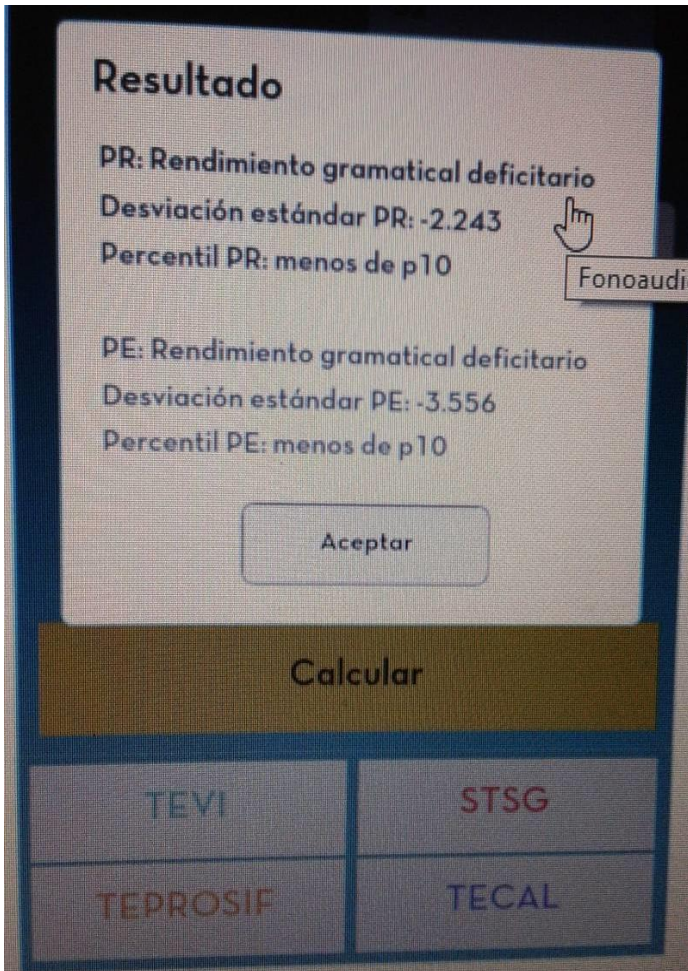 Resultado
PR: Rendimiento gramatical deficitario
Desviación estándar PR: -2.243
Percentil PR: menos de p10
Fonoaudi
PE: Rendimiento gramatical deficitario
Desviación estándar PE: -3.556
Percentil PE: menos de p10
Aceptar
Calcular
TEVI
STSG
TEPROSIF
TECAL